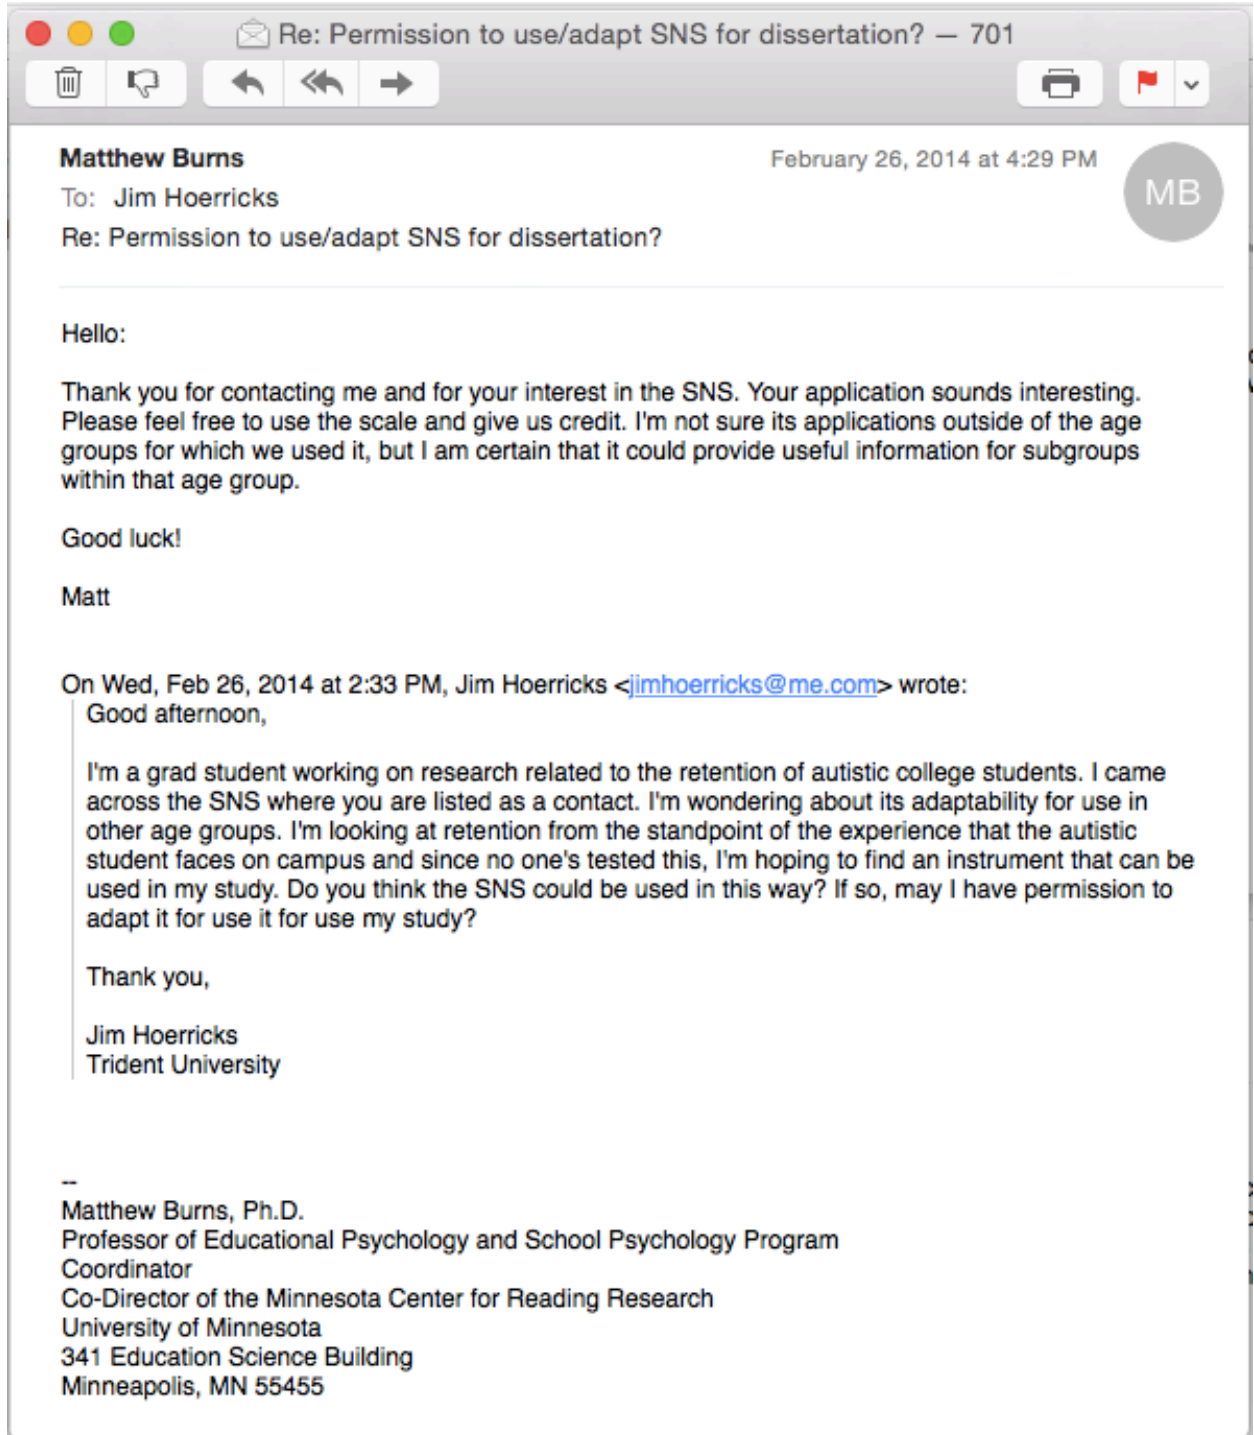 Re: Permission to use/adapt SNS for dissertation? — 701
Matthew Burns
February 26, 2014 at 4:29 PM
MB
To: Jim Hoerricks
Re: Permission to use/adapt SNS for dissertation?
Hello:
Thank you for contacting me and for your interest in the SNS. Your application sounds interesting.
Please feel free to use the scale and give us credit. I'm not sure its applications outside of the age
groups for which we used it, but I am certain that it could provide useful information for subgroups
within that age group.
Good luck!
Matt
On Wed, Feb 26, 2014 at 2:33 PM, Jim Hoerricks <jimhoerricks@me.com> wrote:
Good afternoon,
I'm a grad student working on research related to the retention of autistic college students. I came
across the SNS where you are listed as a contact. I'm wondering about its adaptability for use in
other age groups. I'm looking at retention from the standpoint of the experience that the autistic
student faces on campus and since no one's tested this, I'm hoping to find an instrument that can be
used in my study. Do you think the SNS could be used in this way? If so, may I have permission to
adapt it for use it for use my study?
Thank you,
Jim Hoerricks
Trident University
--
Matthew Burns, Ph.D.
Professor of Educational Psychology and School Psychology Program
Coordinator
Co-Director of the Minnesota Center for Reading Research
University of Minnesota
341 Education Science Building
Minneapolis, MN 55455